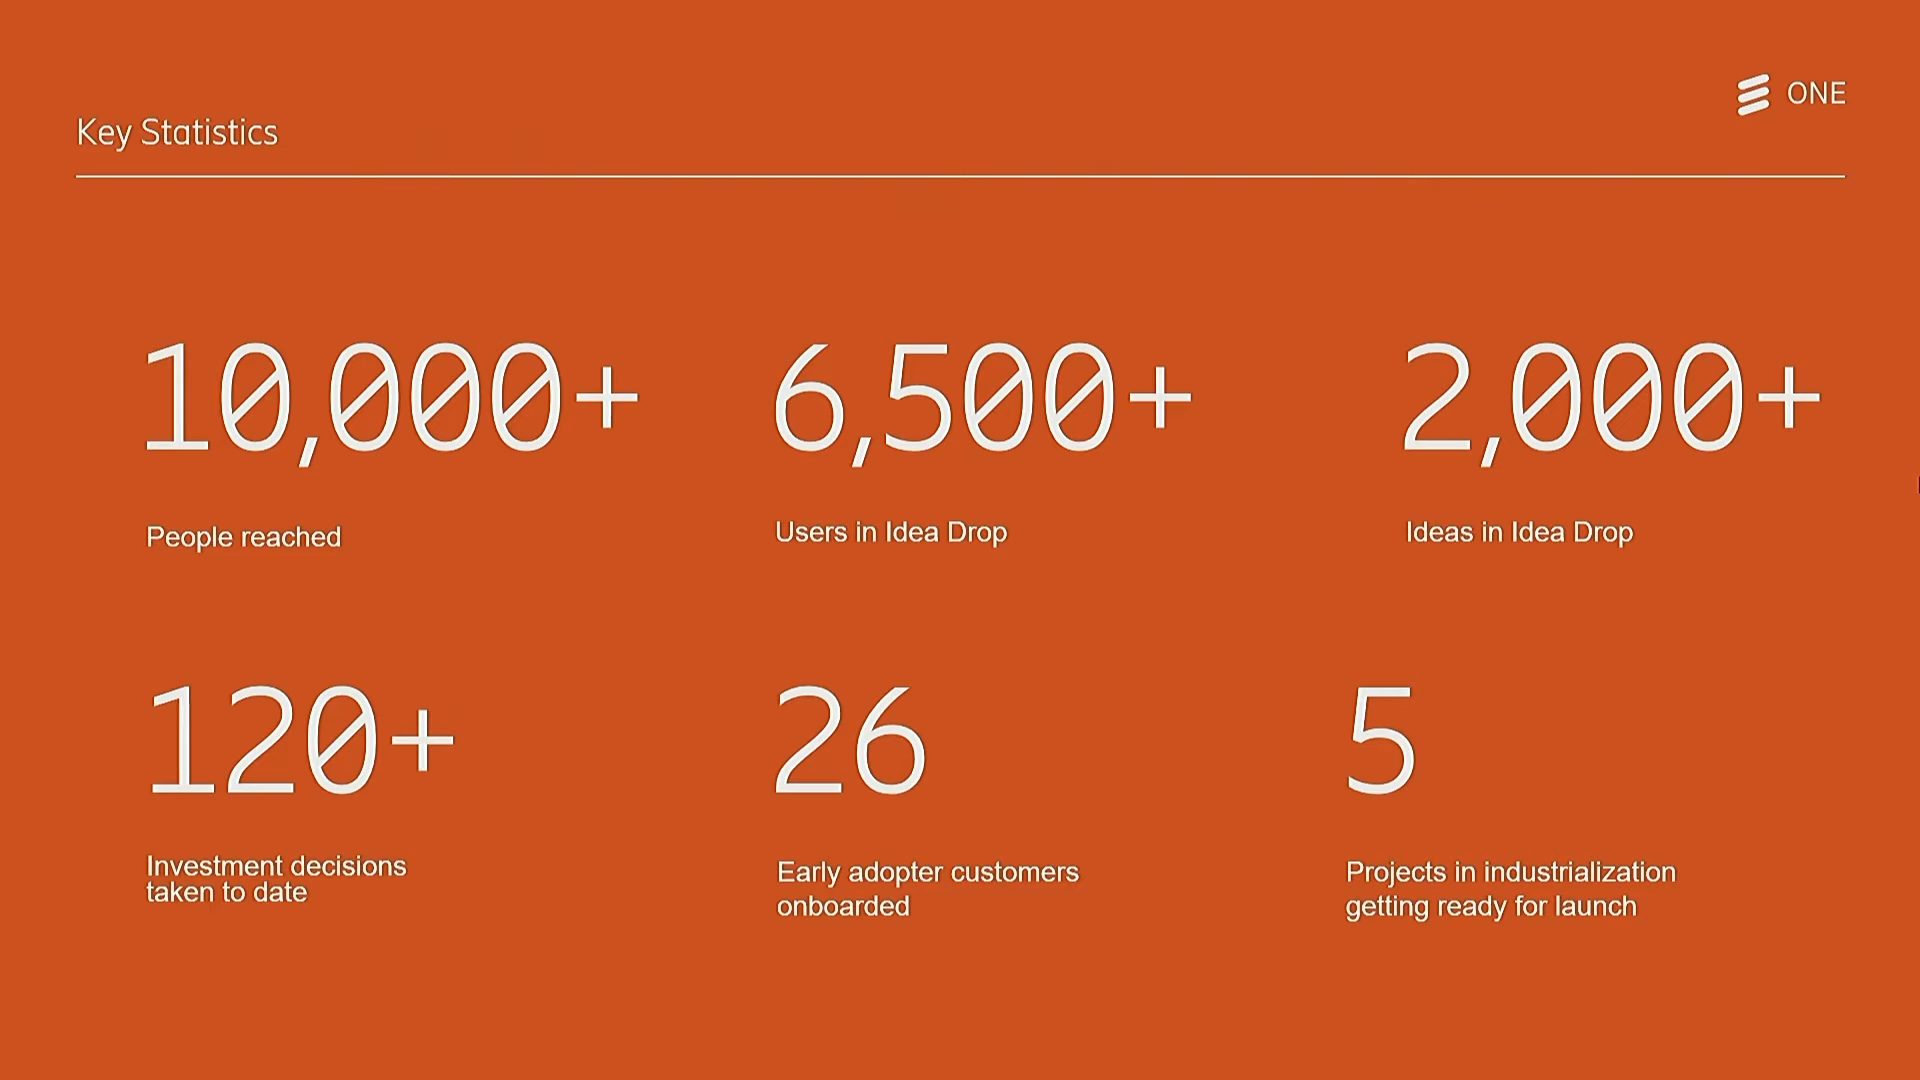 ONE
Key Statistics
10,000+
6,500+
2,000+
People reached
Users in Idea Drop
Ideas in Idea Drop
120+
26
5
Investment decisions
taken to date
Early adopter customers
onboarded
Projects in industrialization
getting ready for launch